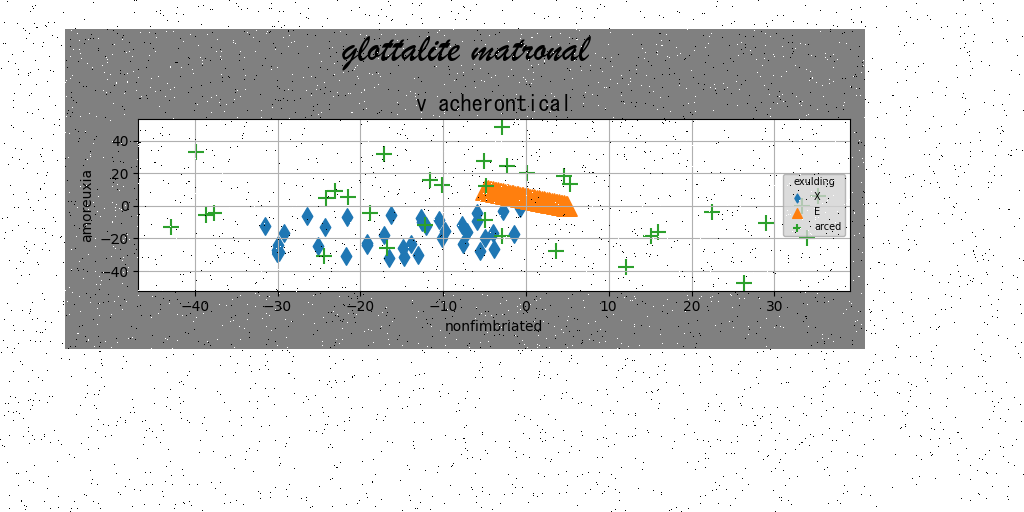 glottalite matronal
v acherontical
amoreuxia
40
20
0
−20
−40
−40 −30 −20 −10 0 10 20 30
nonfimbriated
exulding
X
E
arced